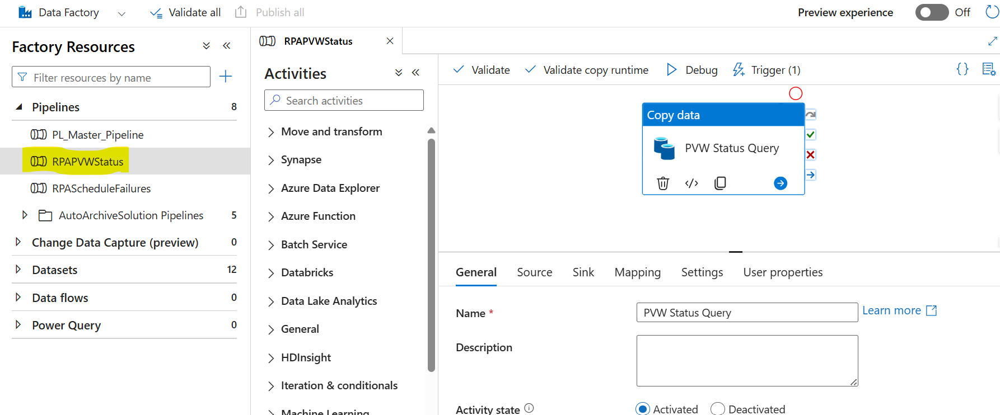 Data Factory
Validate all
Publish all
Preview experience
Off
Factory Resources
Filter resources by name
Pipelines 8
PL_Master_Pipeline
RPAPVWStatus
RPAScheduleFailures
AutoArchiveSolution Pipelines 5
Change Data Capture (preview) 0
Datasets 12
Data flows 0
Power Query 0
RPAPVWStatus
Activities
Search activities
Move and transform
Synapse
Azure Data Explorer
Azure Function
Batch Service
Databricks
Data Lake Analytics
General
HDInsight
Iteration & conditionals
Machine Learning
Validate
Validate copy runtime
Debug
Trigger (1)
Copy data
PVW Status Query
General
Source
Sink
Mapping
Settings
User properties
Name *
PVW Status Query
Learn more
Description
Activity state
Activated
Deactivated